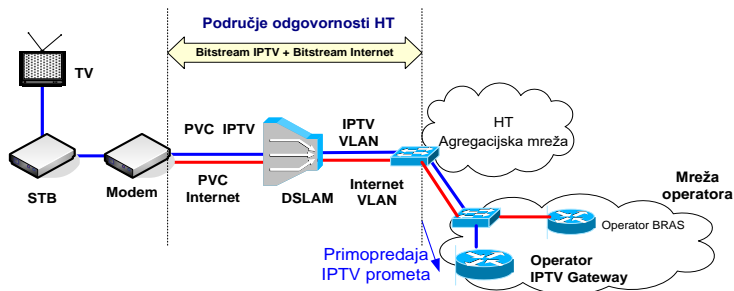 Područje odgovornosti HT
Bitstream IPTV + Bitstream Internet
TV
PVC IPTV
IPTV
VLAN
HT
Agregacijska mreža
STB
Modem
PVC
Internet
DSLAM
Internet
VLAN
Mreža
operatora
Operator BRAS
Primopredaja
IPTV prometa
Operator
IPTV Gateway